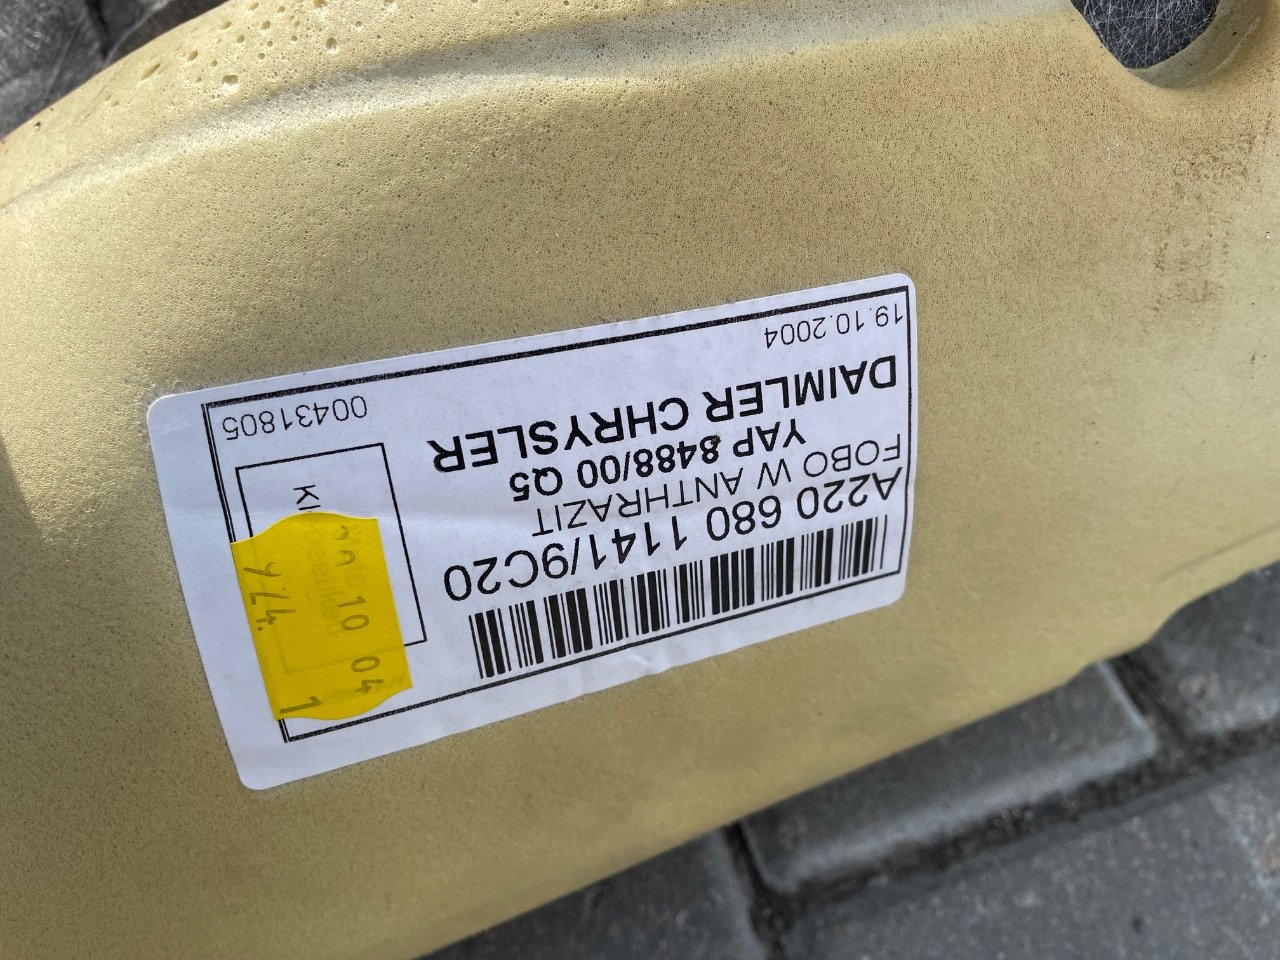 A220 680 1141/9C20
FOBO W ANTHRAZIT
YAP 8488/00 Q5
DAIMLER CHRYSLER
19.10.2004
00431805
10 04
1